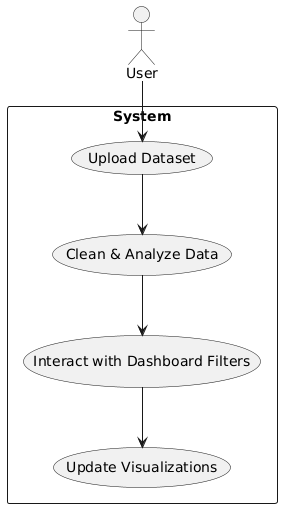 User
System
Upload Dataset
Clean & Analyze Data
Interact with Dashboard Filters
Update Visualizations